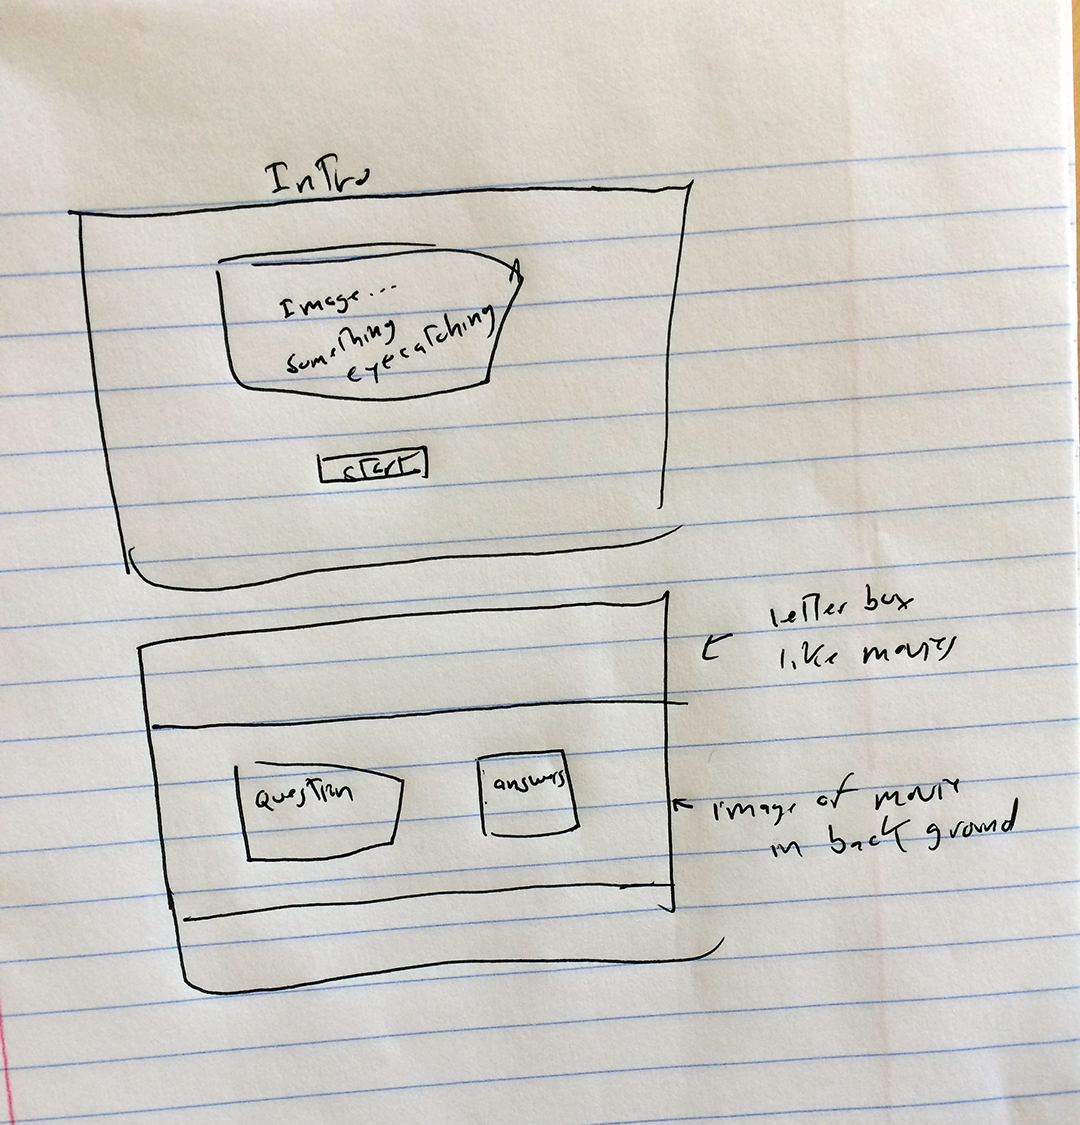 Intro
Image...
something
eyecatching
start
letter box
like movies
question
answers
image of movie
in back ground